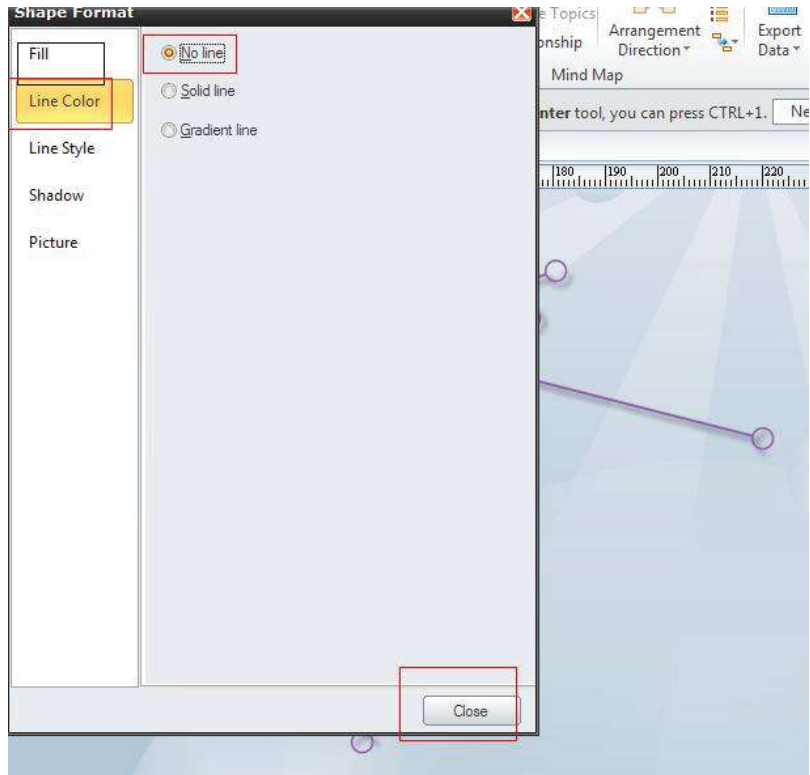 Shape Format
Fill
Line Color
Line Style
Shadow
Picture
No line
Solid line
Gradient line
Close
e Topics
onship
Arrangement
Direction
Export
Data
Mind Map
nter tool, you can press CTRL+1.
Ne
180 190 200 210 220